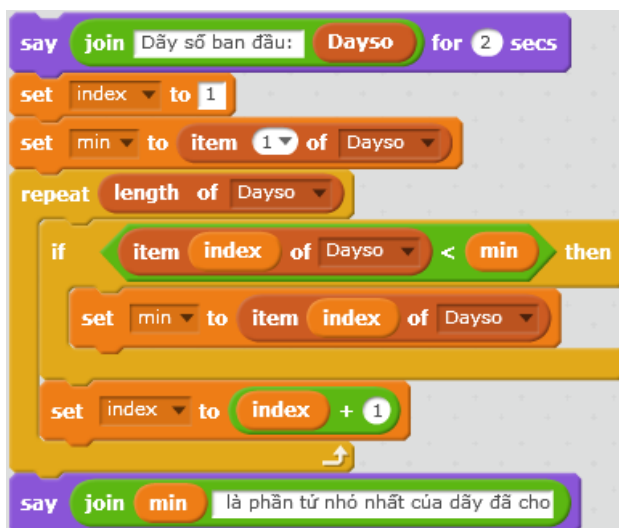 say join Dãy số ban đầu: Dayso for 2 secs
set index to 1
set min to item 1 of Dayso
repeat length of Dayso
if item index of Dayso < min then
set min to item index of Dayso
set index to index + 1
say join min là phần tử nhỏ nhất của dãy đã cho